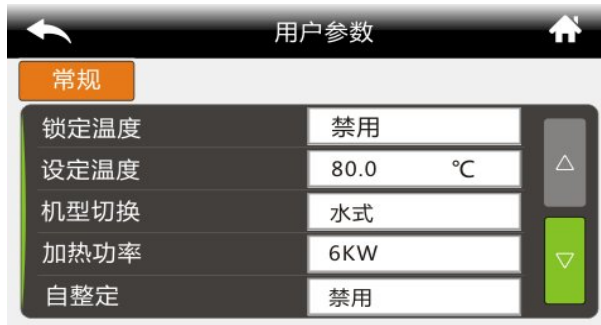 用户参数
常规
锁定温度 禁用
设定温度 80.0 ℃
机型切换 水式
加热功率 6KW
自整定 禁用